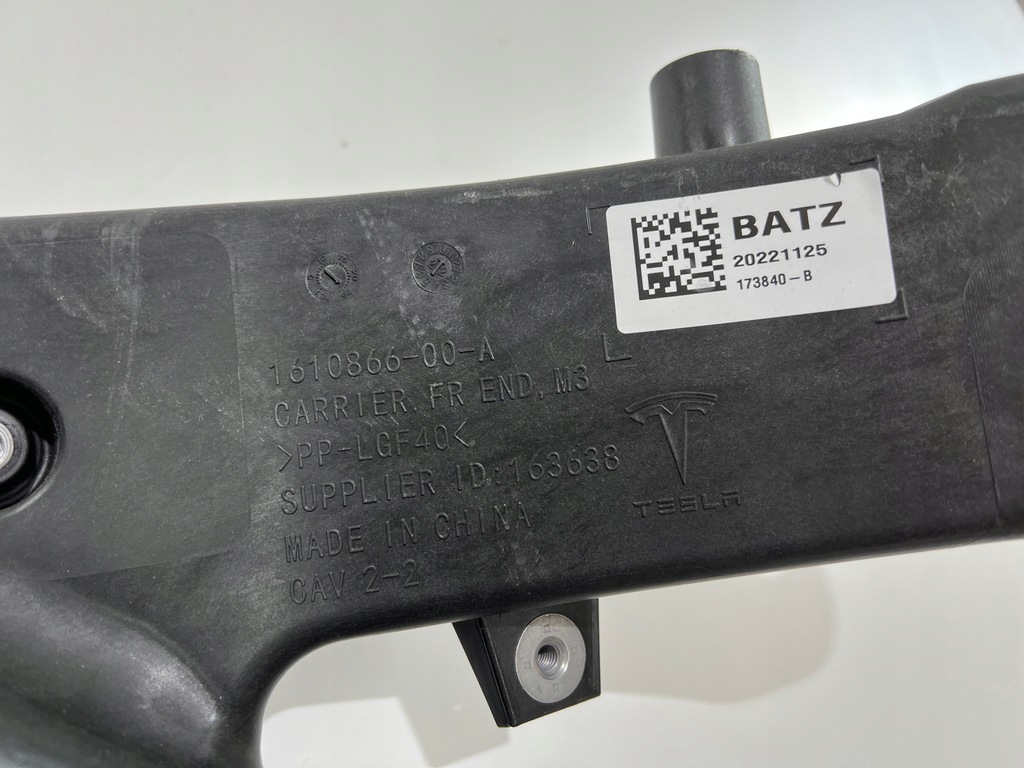 BATZ
20221125
173840-B
1610866-00-A
CARRIER, FR END, M3
>PP-LGF40<
SUPPLIER ID:163638
MADE IN CHINA
CAV 2-2
TESLA